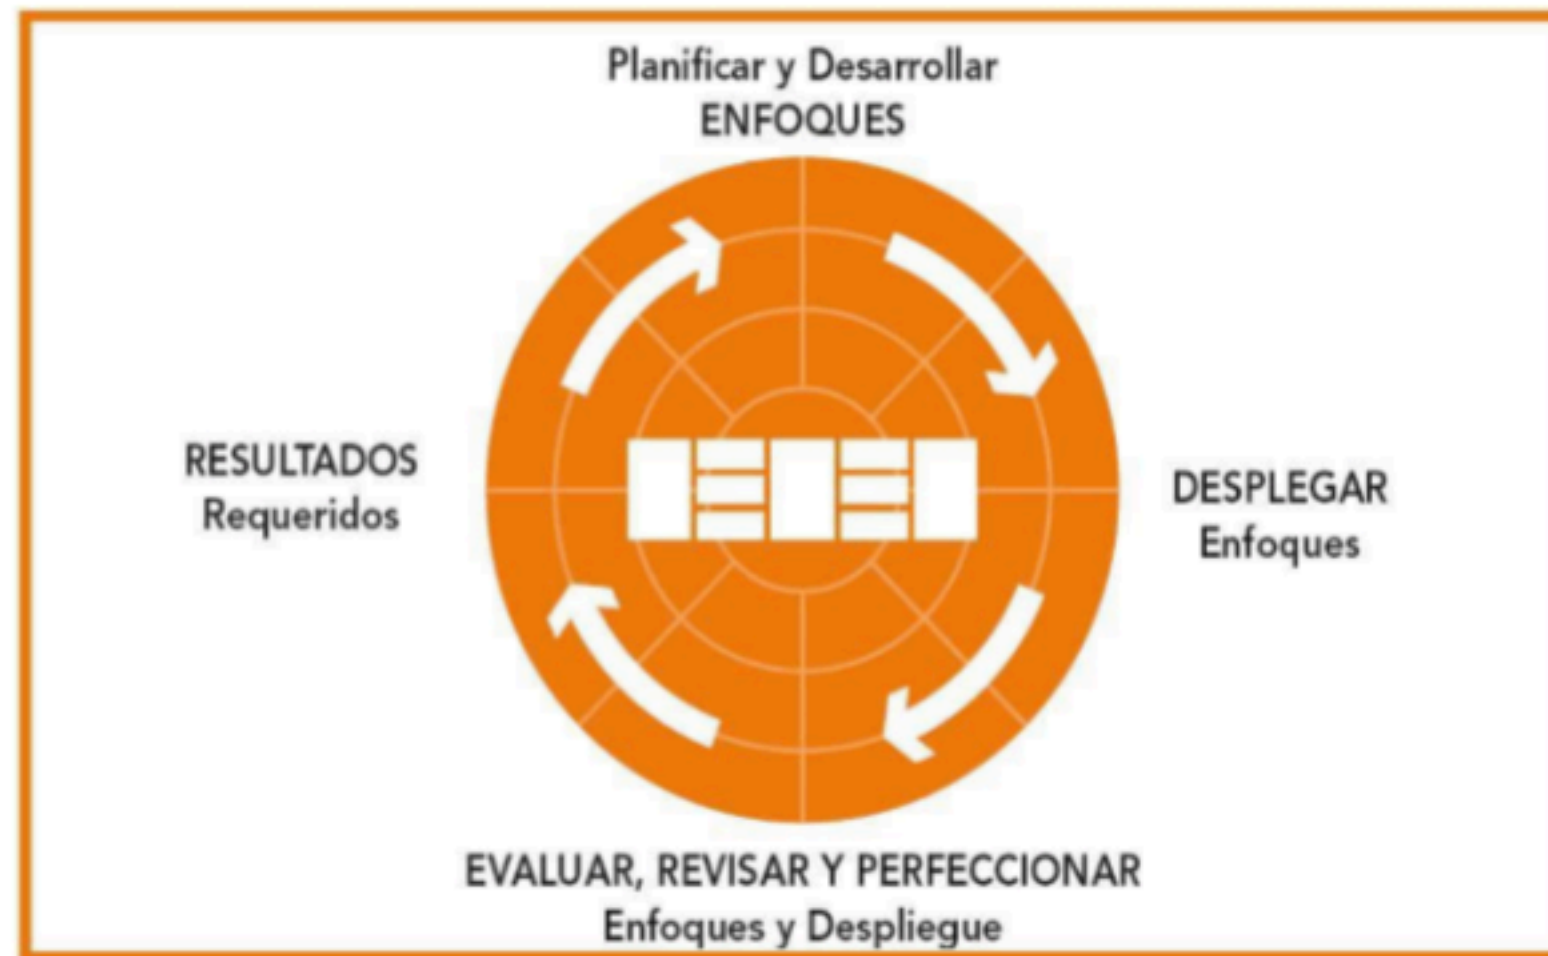 Planificar y Desarrollar
ENFOQUES
RESULTADOS
Requeridos
DESPLEGAR
Enfoques
EVALUAR, REVISAR Y PERFECCIONAR
Enfoques y Despliegue